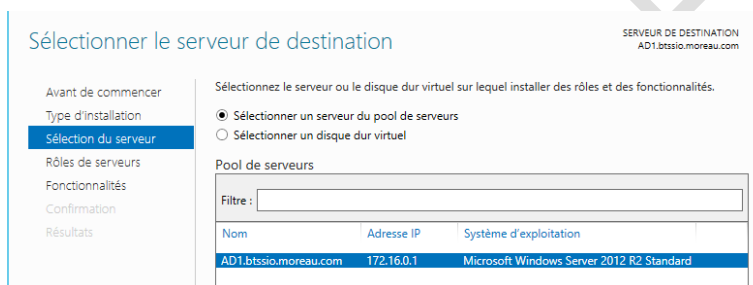 Sélectionner le serveur de destination
SERVEUR DE DESTINATION
AD1.btssio.moreau.com
Avant de commencer
Type d'installation
Sélection du serveur
Rôles de serveurs
Fonctionnalités
Confirmation
Résultats
Sélectionnez le serveur ou le disque dur virtuel sur lequel installer des rôles et des fonctionnalités.
Sélectionner un serveur du pool de serveurs
Sélectionner un disque dur virtuel
Pool de serveurs
Filtre :
Nom Adresse IP Système d'exploitation
AD1.btssio.moreau.com 172.16.0.1 Microsoft Windows Server 2012 R2 Standard